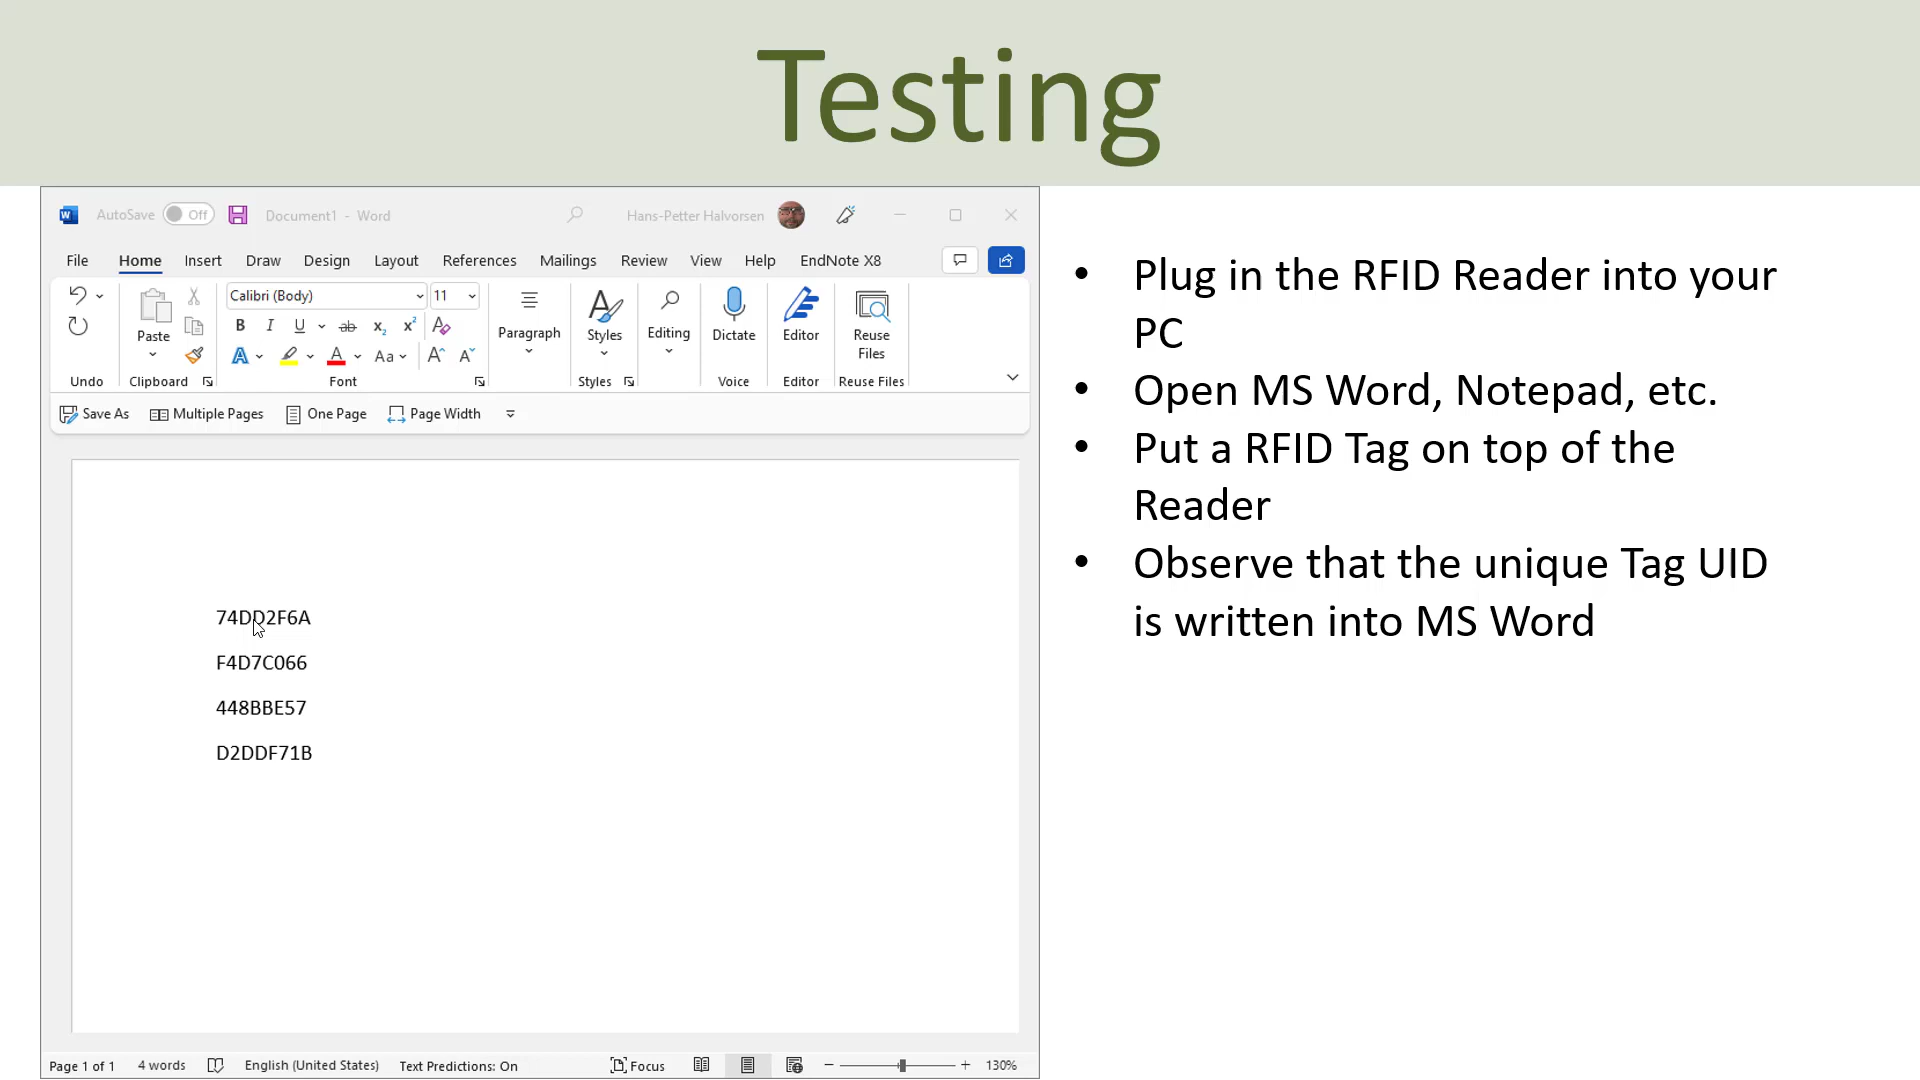 Testing
AutoSave Off Document1 - Word Hans-Petter Halvorsen
File Home Insert Draw Design Layout References Mailings Review View Help EndNote X8
Calibri (Body) 11
Paste Paragraph Styles Editing Dictate Editor Reuse Files
B I U ab x₂ x² A
A A Aa A A
Undo Clipboard Font Styles Voice Editor Reuse Files
Save As Multiple Pages One Page Page Width
74DD2F6A
F4D7C066
448BBE57
D2DDF71B
Page 1 of 1 4 words English (United States) Text Predictions: On Focus 130%
• Plug in the RFID Reader into your
PC
• Open MS Word, Notepad, etc.
• Put a RFID Tag on top of the
Reader
• Observe that the unique Tag UID
is written into MS Word